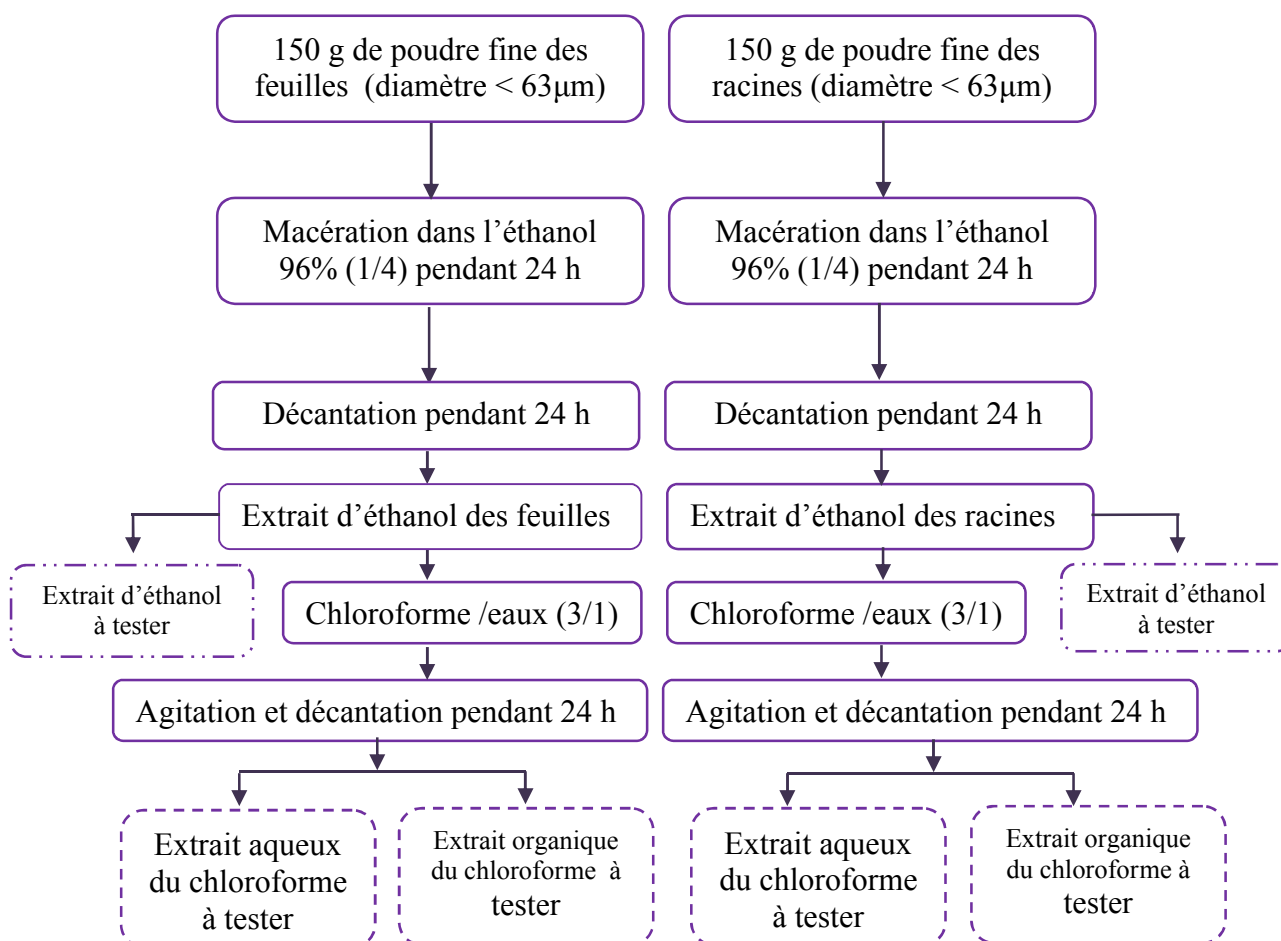 150 g de poudre fine des
feuilles  (diamètre < 63μm)
150 g de poudre fine des
racines (diamètre < 63μm)
Macération dans l’éthanol
96% (1/4) pendant 24 h
Macération dans l’éthanol
96% (1/4) pendant 24 h
Décantation pendant 24 h
Décantation pendant 24 h
Extrait d’éthanol des feuilles
Extrait d’éthanol des racines
Extrait d’éthanol
à tester
Chloroforme /eaux (3/1)
Chloroforme /eaux (3/1)
Extrait d’éthanol
à tester
Agitation et décantation pendant 24 h
Agitation et décantation pendant 24 h
Extrait aqueux
du chloroforme
à tester
Extrait organique
du chloroforme  à
tester
Extrait aqueux
du chloroforme
à tester
Extrait organique
du chloroforme à
tester